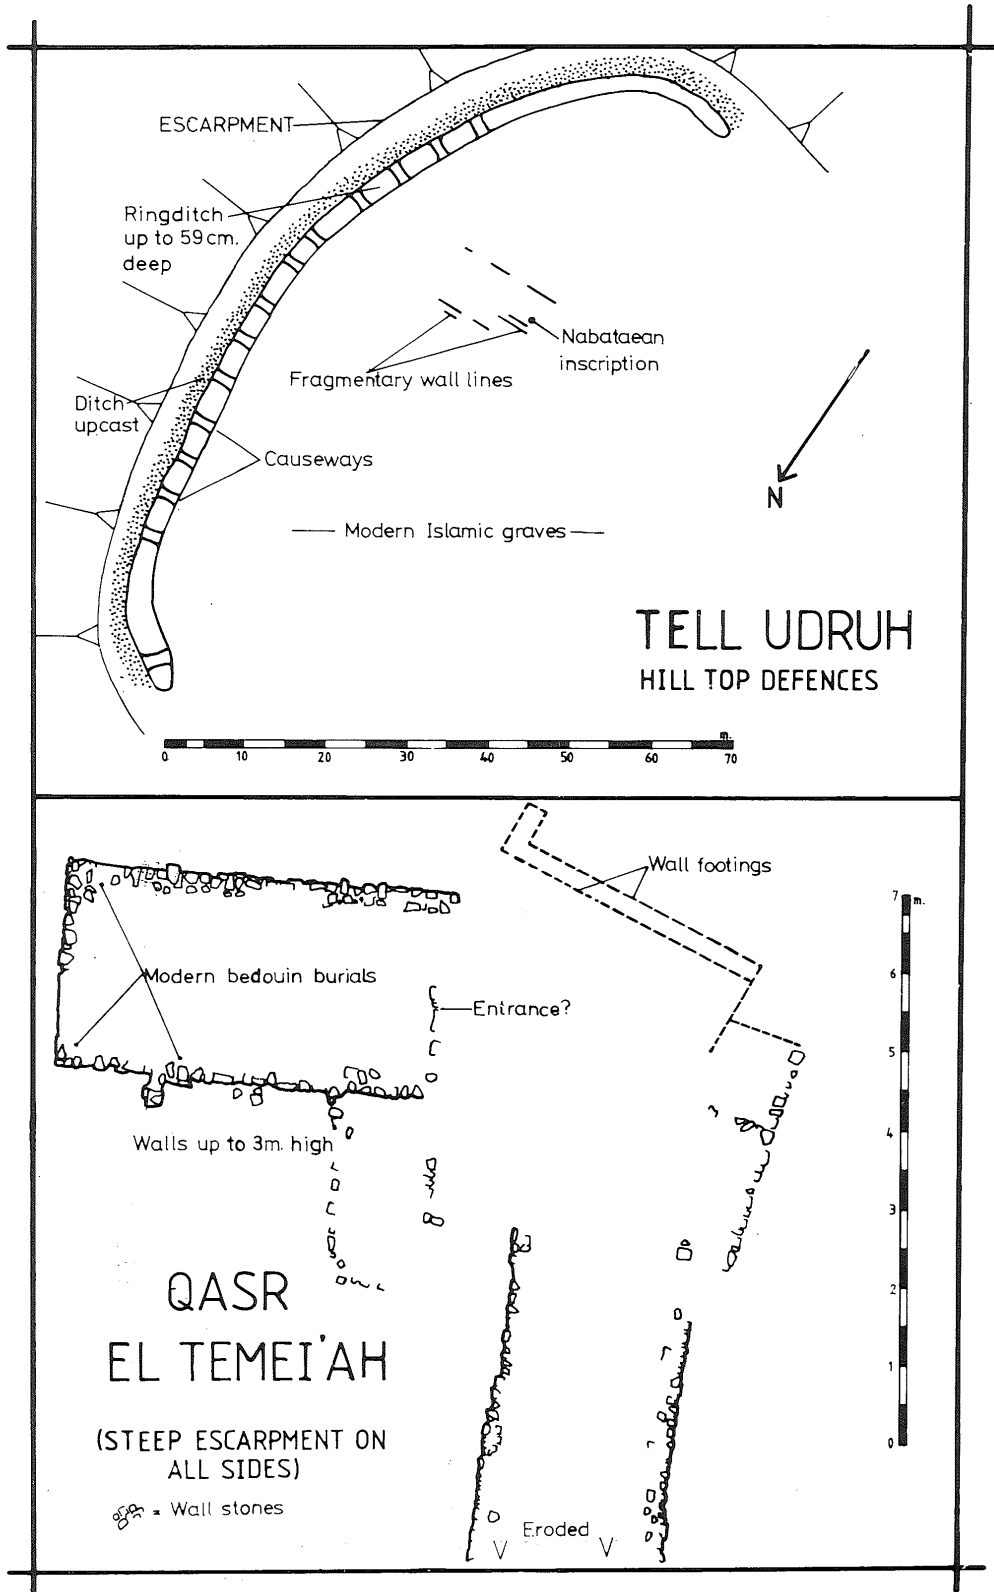 ESCARPMENT
Ringditch
up to 59cm.
deep
Nabataean
inscription
Fragmentary wall lines
Ditch
upcast
Causeways
N
Modern Islamic graves
TELL UDRUH
HILL TOP DEFENCES
m.
0 10 20 30 40 50 60 70
Wall footings
7 m.
6
5
4
3
2
1
0
Modern bedouin burials
Entrance?
Walls up to 3m. high
QASR
EL TEMEI'AH
(STEEP ESCARPMENT ON
ALL SIDES)
= Wall stones
Eroded